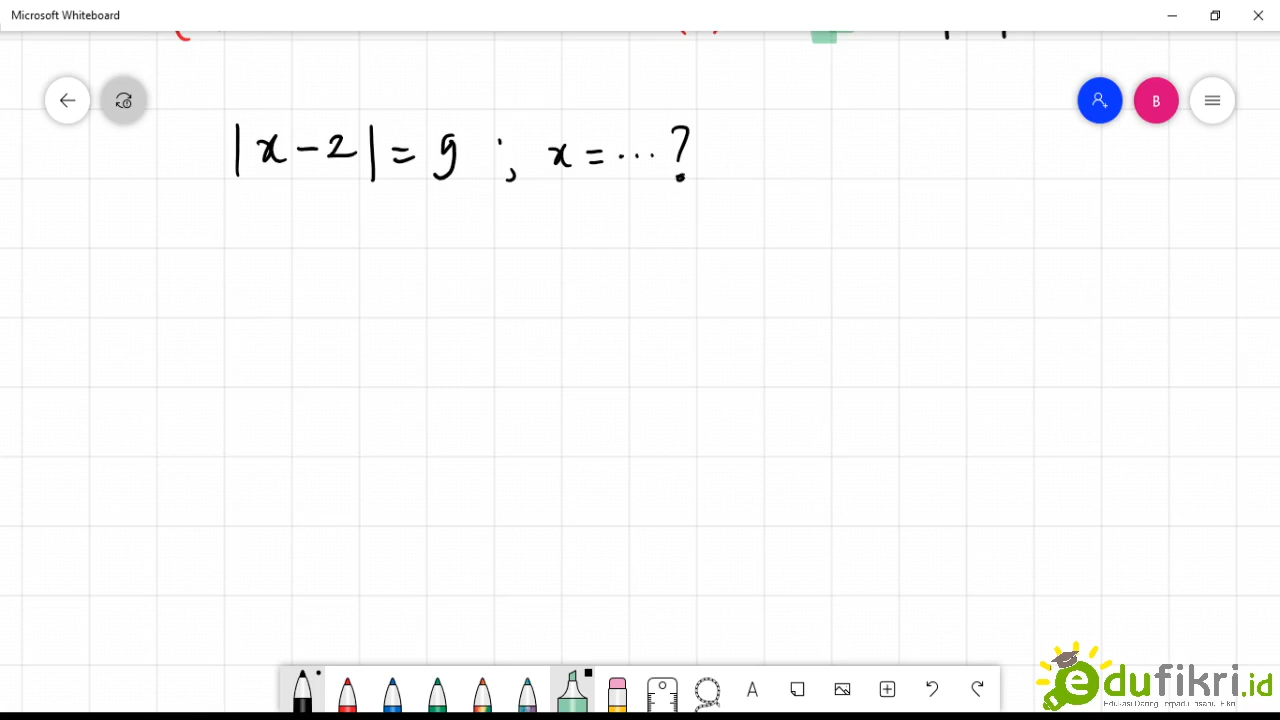 Microsoft Whiteboard
B
|x-2| = 9 ; x = ... ?
A
edufikri.id